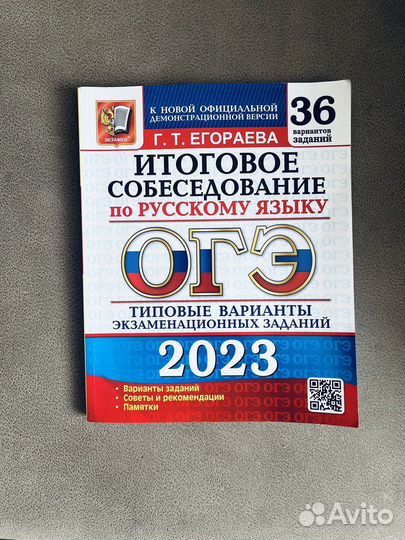 ЭКЗАМЕН
К НОВОЙ ОФИЦИАЛЬНОЙ
ДЕМОНСТРАЦИОННОЙ ВЕРСИИ
36
вариантов
заданий
Г. Т. ЕГОРАЕВА
ИТОГОВОЕ
СОБЕСЕДОВАНИЕ
по РУССКОМУ ЯЗЫКУ
ОГЭ
ТИПОВЫЕ ВАРИАНТЫ
ЭКЗАМЕНАЦИОННЫХ ЗАДАНИЙ
2023
• Варианты заданий
• Советы и рекомендации
• Памятки
Avito